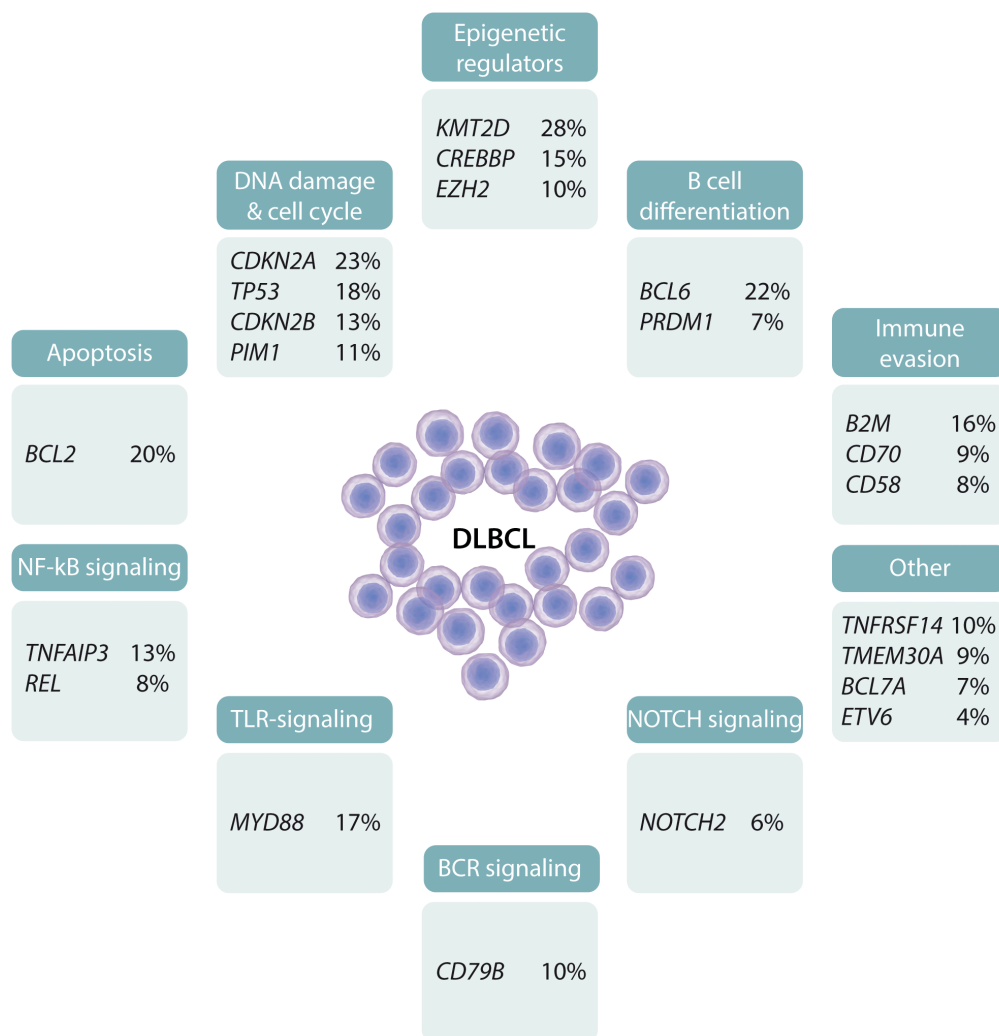 Epigenetic
regulators
KMT2D 28%
CREBBP 15%
EZH2 10%
DNA damage
& cell cycle
CDKN2A 23%
TP53 18%
CDKN2B 13%
PIM1 11%
B cell
differentiation
BCL6 22%
PRDM1 7%
Apoptosis
BCL2 20%
Immune
evasion
B2M 16%
CD70 9%
CD58 8%
DLBCL
NF-kB signaling
TNFAIP3 13%
REL 8%
Other
TNFRSF14 10%
TMEM30A 9%
BCL7A 7%
ETV6 4%
TLR-signaling
MYD88 17%
NOTCH signaling
NOTCH2 6%
BCR signaling
CD79B 10%